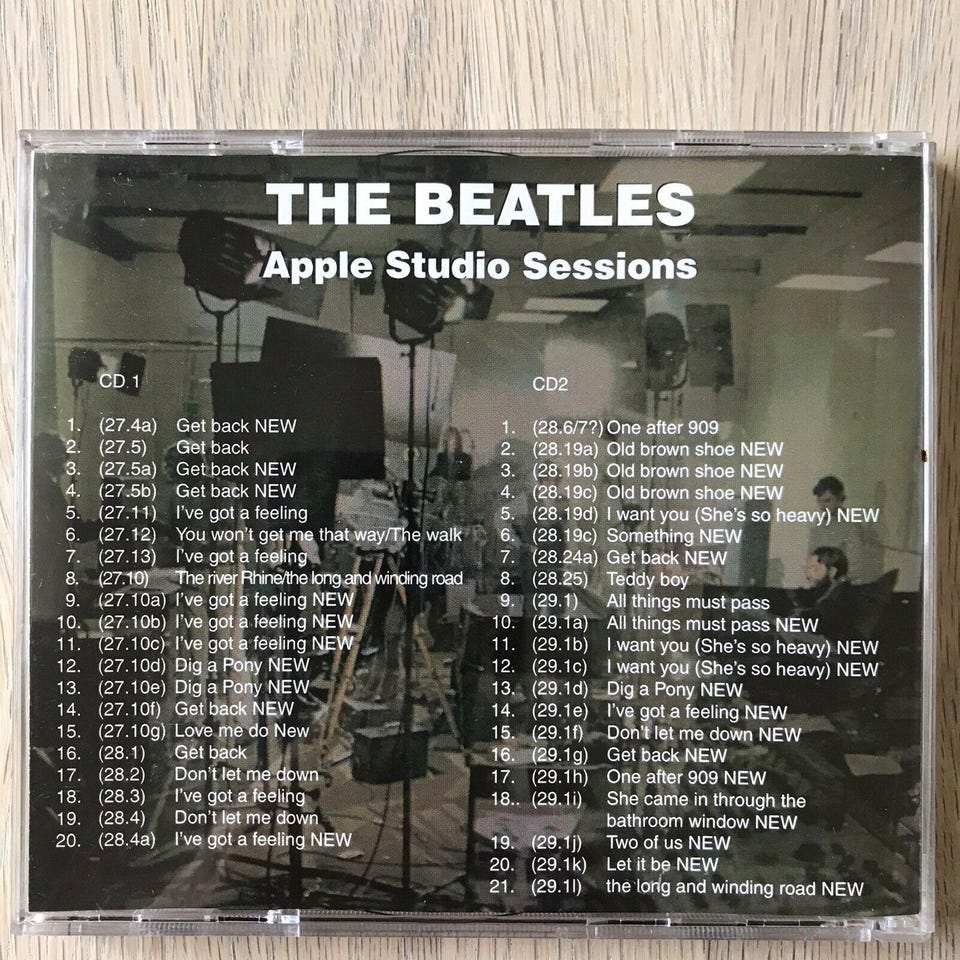 THE BEATLES
Apple Studio Sessions
CD 1
1. (27.4a) Get back NEW
2. (27.5) Get back
3. (27.5a) Get back NEW
4. (27.5b) Get back NEW
5. (27.11) I've got a feeling
6. (27.12) You won't get me that way/The walk
7. (27.13) I've got a feeling
8. (27.10) The river Rhine/the long and winding road
9. (27.10a) I've got a feeling NEW
10. (27.10b) I've got a feeling NEW
11. (27.10c) I've got a feeling NEW
12. (27.10d) Dig a Pony NEW
13. (27.10e) Dig a Pony NEW
14. (27.10f) Get back NEW
15. (27.10g) Love me do New
16. (28.1) Get back
17. (28.2) Don't let me down
18. (28.3) I've got a feeling
19. (28.4) Don't let me down
20. (28.4a) I've got a feeling NEW
CD2
1. (28.6/7?) One after 909
2. (28.19a) Old brown shoe NEW
3. (28.19b) Old brown shoe NEW
4. (28.19c) Old brown shoe NEW
5. (28.19d) I want you (She's so heavy) NEW
6. (28.19c) Something NEW
7. (28.24a) Get back NEW
8. (28.25) Teddy boy
9. (29.1) All things must pass
10. (29.1a) All things must pass NEW
11. (29.1b) I want you (She's so heavy) NEW
12. (29.1c) I want you (She's so heavy) NEW
13. (29.1d) Dig a Pony NEW
14. (29.1e) I've got a feeling NEW
15. (29.1f) Don't let me down NEW
16. (29.1g) Get back NEW
17. (29.1h) One after 909 NEW
18.. (29.1i) She came in through the
bathroom window NEW
19. (29.1j) Two of us NEW
20. (29.1k) Let it be NEW
21. (29.1l) the long and winding road NEW